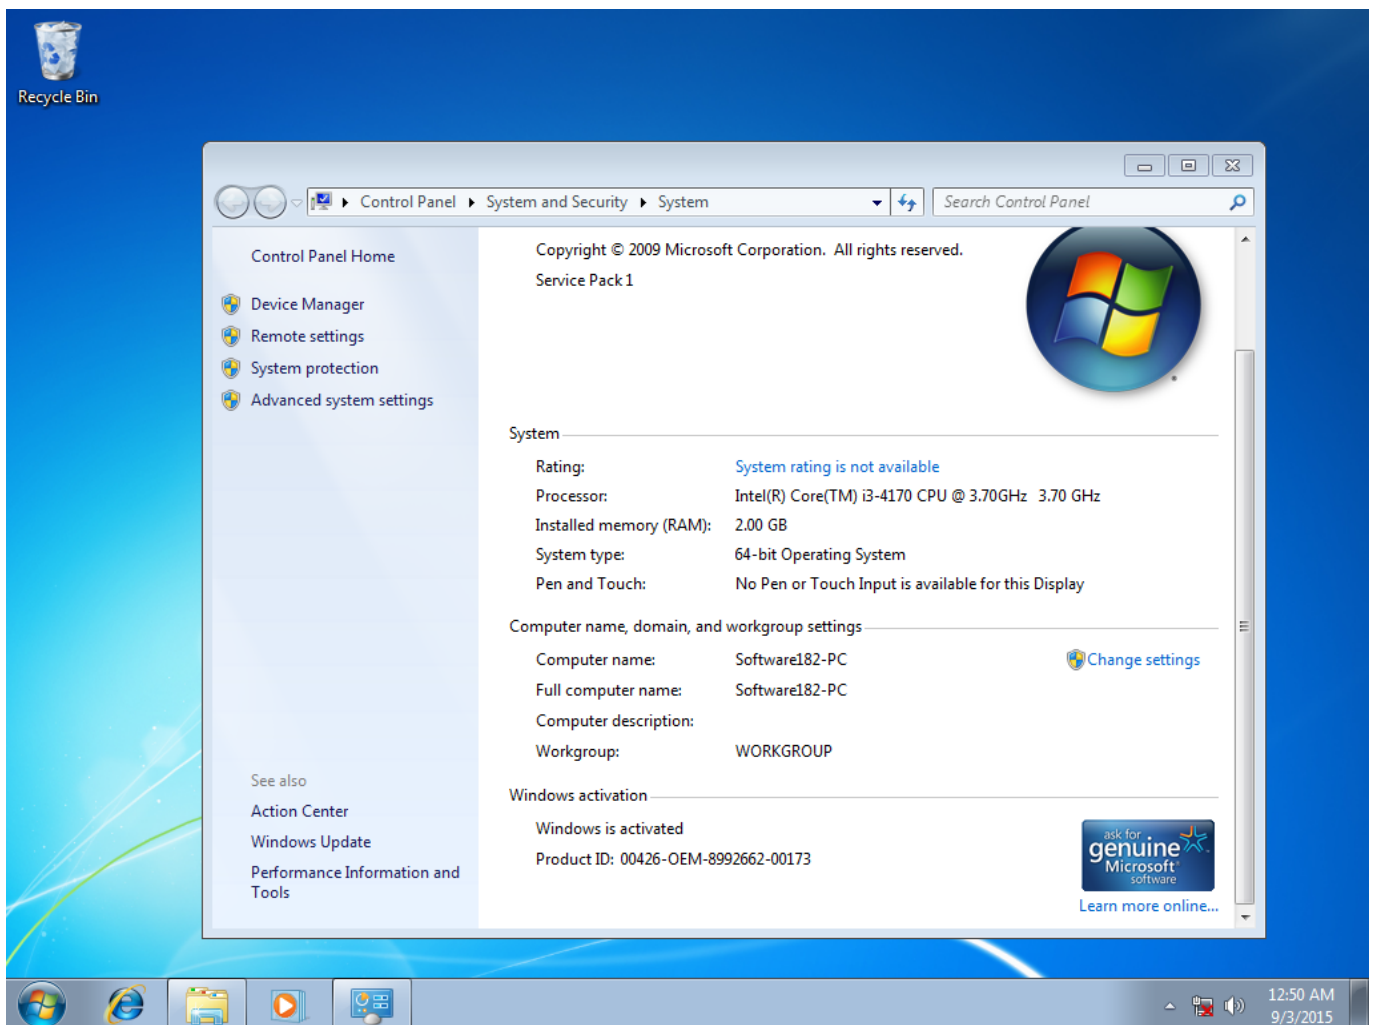 Recycle Bin
Control Panel
System and Security
System
Search Control Panel
Control Panel Home
Device Manager
Remote settings
System protection
Advanced system settings
See also
Action Center
Windows Update
Performance Information and
Tools
Copyright © 2009 Microsoft Corporation.  All rights reserved.
Service Pack 1
System
Rating: System rating is not available
Processor: Intel(R) Core(TM) i3-4170 CPU @ 3.70GHz  3.70 GHz
Installed memory (RAM): 2.00 GB
System type: 64-bit Operating System
Pen and Touch: No Pen or Touch Input is available for this Display
Computer name, domain, and workgroup settings
Computer name: Software182-PC
Change settings
Full computer name: Software182-PC
Computer description:
Workgroup: WORKGROUP
Windows activation
Windows is activated
Product ID: 00426-OEM-8992662-00173
ask for
genuine
Microsoft
software
Learn more online...
12:50 AM
9/3/2015